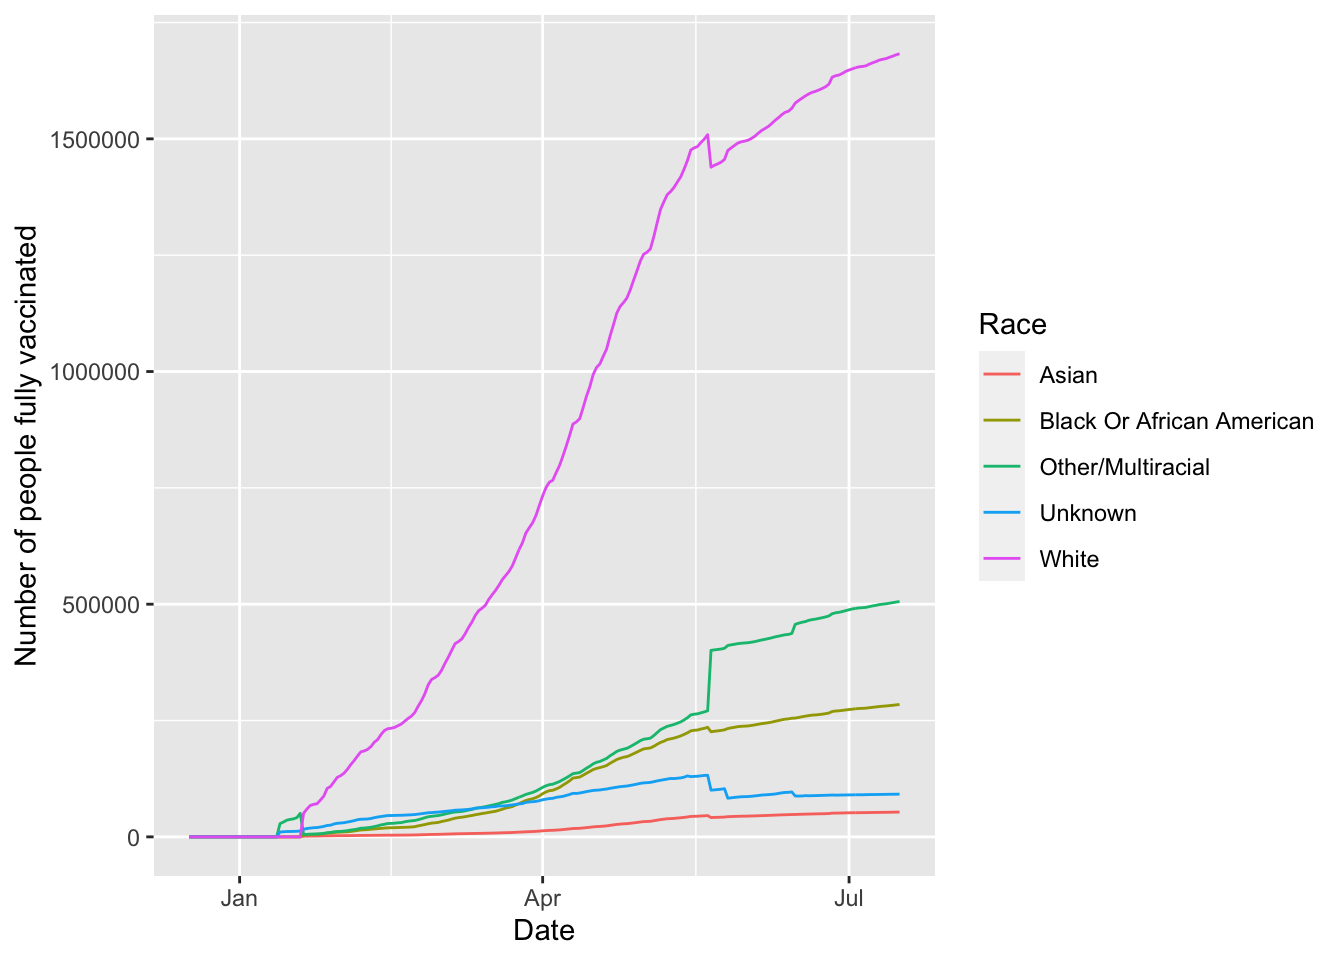 1500000
1000000
500000
0
Number of people fully vaccinated
Jan
Apr
Jul
Date
Race
Asian
Black Or African American
Other/Multiracial
Unknown
White